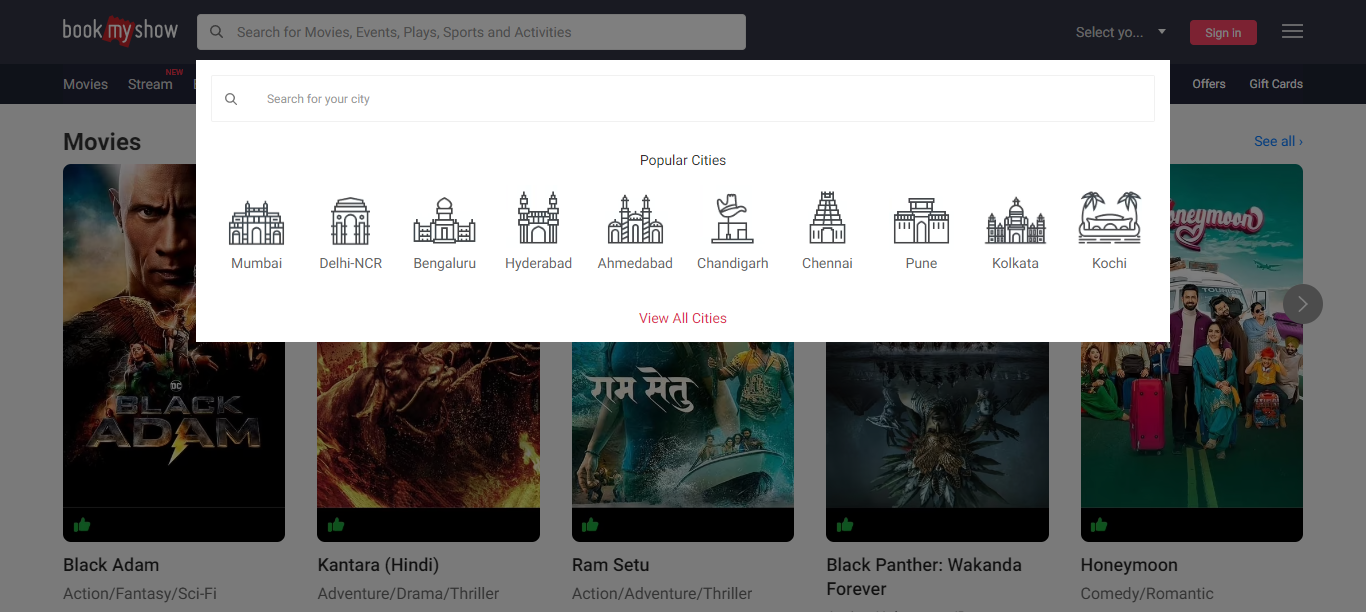 book my show
Search for Movies, Events, Plays, Sports and Activities
Select yo...
Sign in
Movies
Stream
NEW
Offers
Gift Cards
Search for your city
Popular Cities
Mumbai
Delhi-NCR
Bengaluru
Hyderabad
Ahmedabad
Chandigarh
Chennai
Pune
Kolkata
Kochi
View All Cities
Movies
See all ›
DC
BLACK
ADAM
राम सेतु
oneymoon
Black Adam
Action/Fantasy/Sci-Fi
Kantara (Hindi)
Adventure/Drama/Thriller
Ram Setu
Action/Adventure/Thriller
Black Panther: Wakanda
Forever
Honeymoon
Comedy/Romantic